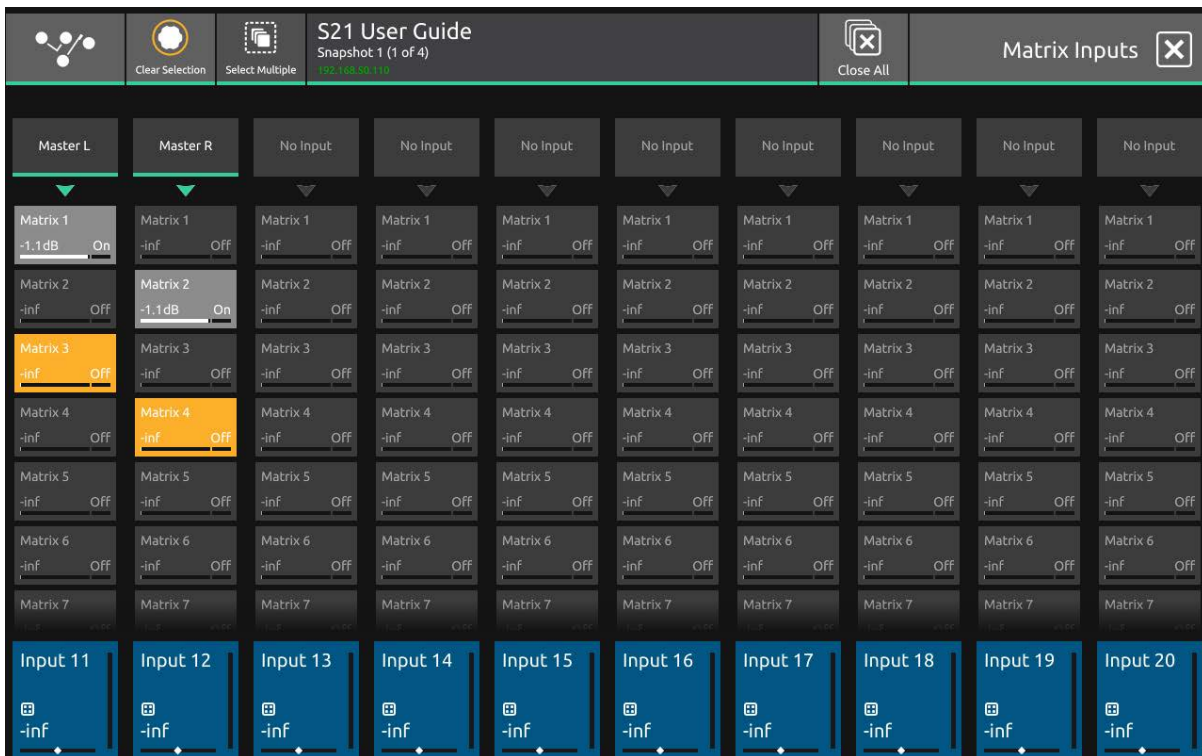 S21 User Guide
Snapshot 1 (1 of 4)
192.168.50.110
Clear Selection Select Multiple Close All Matrix Inputs
Master L Master R No Input No Input No Input No Input No Input No Input No Input No Input
Matrix 1 Matrix 1 Matrix 1 Matrix 1 Matrix 1 Matrix 1 Matrix 1 Matrix 1 Matrix 1 Matrix 1
-1.1dB On -inf Off -inf Off -inf Off -inf Off -inf Off -inf Off -inf Off -inf Off -inf Off
Matrix 2 Matrix 2 Matrix 2 Matrix 2 Matrix 2 Matrix 2 Matrix 2 Matrix 2 Matrix 2 Matrix 2
-inf Off -1.1dB On -inf Off -inf Off -inf Off -inf Off -inf Off -inf Off -inf Off -inf Off
Matrix 3 Matrix 3 Matrix 3 Matrix 3 Matrix 3 Matrix 3 Matrix 3 Matrix 3 Matrix 3 Matrix 3
-inf Off -inf Off -inf Off -inf Off -inf Off -inf Off -inf Off -inf Off -inf Off -inf Off
Matrix 4 Matrix 4 Matrix 4 Matrix 4 Matrix 4 Matrix 4 Matrix 4 Matrix 4 Matrix 4 Matrix 4
-inf Off -inf Off -inf Off -inf Off -inf Off -inf Off -inf Off -inf Off -inf Off -inf Off
Matrix 5 Matrix 5 Matrix 5 Matrix 5 Matrix 5 Matrix 5 Matrix 5 Matrix 5 Matrix 5 Matrix 5
-inf Off -inf Off -inf Off -inf Off -inf Off -inf Off -inf Off -inf Off -inf Off -inf Off
Matrix 6 Matrix 6 Matrix 6 Matrix 6 Matrix 6 Matrix 6 Matrix 6 Matrix 6 Matrix 6 Matrix 6
-inf Off -inf Off -inf Off -inf Off -inf Off -inf Off -inf Off -inf Off -inf Off -inf Off
Matrix 7 Matrix 7 Matrix 7 Matrix 7 Matrix 7 Matrix 7 Matrix 7 Matrix 7 Matrix 7 Matrix 7
Input 11 Input 12 Input 13 Input 14 Input 15 Input 16 Input 17 Input 18 Input 19 Input 20
-inf -inf -inf -inf -inf -inf -inf -inf -inf -inf